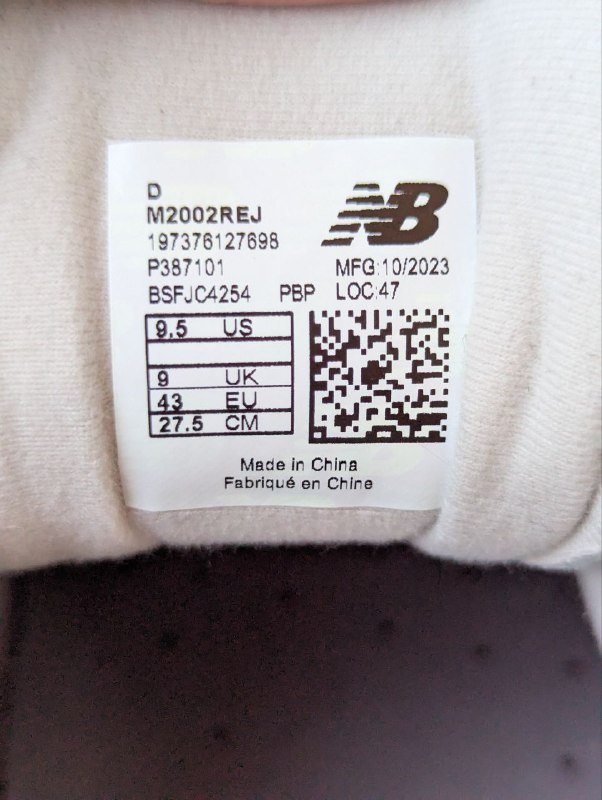 D
M2002REJ
197376127698
P387101
MFG:10/2023
BSFJC4254 PBP LOC:47
9.5 US
9 UK
43 EU
27.5 CM
NB
Made in China
Fabriqué en Chine